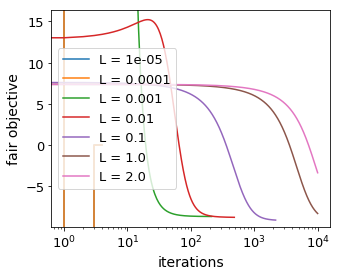 fair objective
15
10
5
0
−5
L = 1e-05
L = 0.0001
L = 0.001
L = 0.01
L = 0.1
L = 1.0
L = 2.0
10⁰ 10¹ 10² 10³ 10⁴
iterations